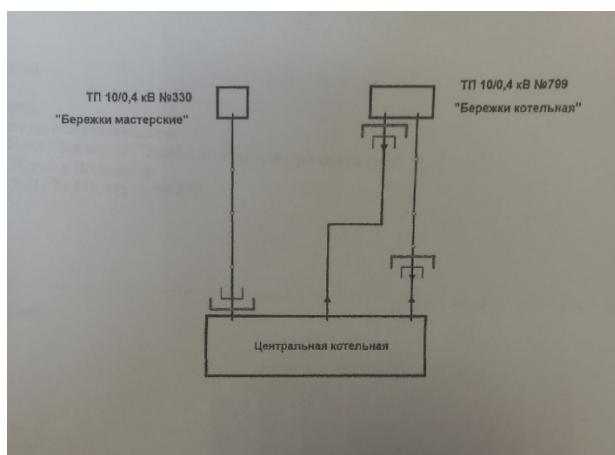 ТП 10/0,4 кВ №330
"Бережки мастерские"
ТП 10/0,4 кВ №799
"Бережки котельная"
Центральная котельная